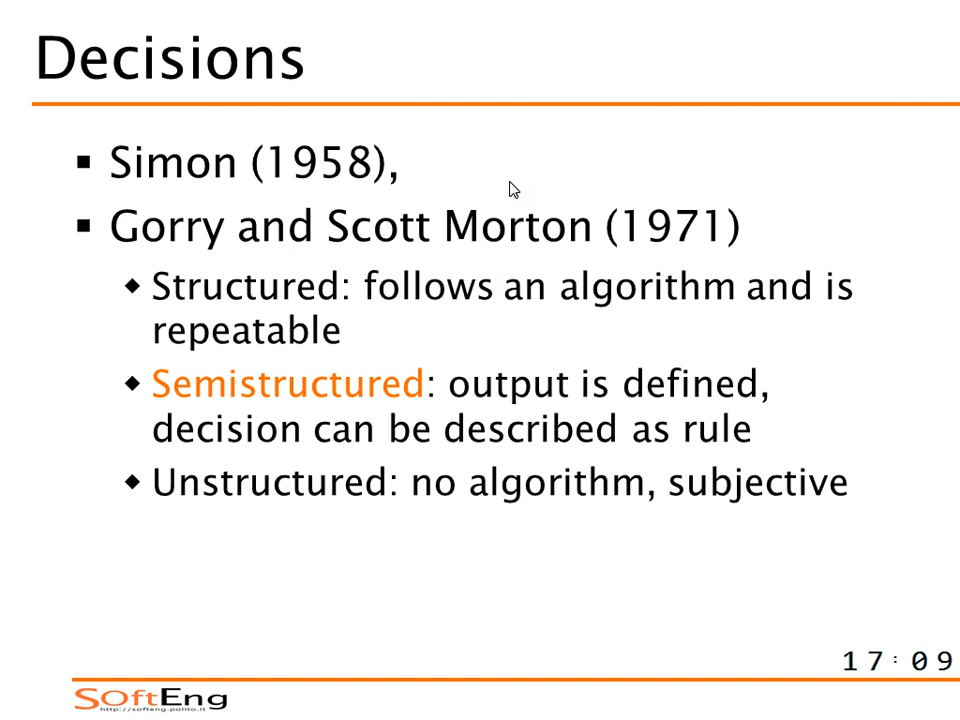 Decisions
▪ Simon (1958),
▪ Gorry and Scott Morton (1971)
◆ Structured: follows an algorithm and is
repeatable
◆ Semistructured: output is defined,
decision can be described as rule
◆ Unstructured: no algorithm, subjective
17:09
SOftEng
http://softeng.polito.it